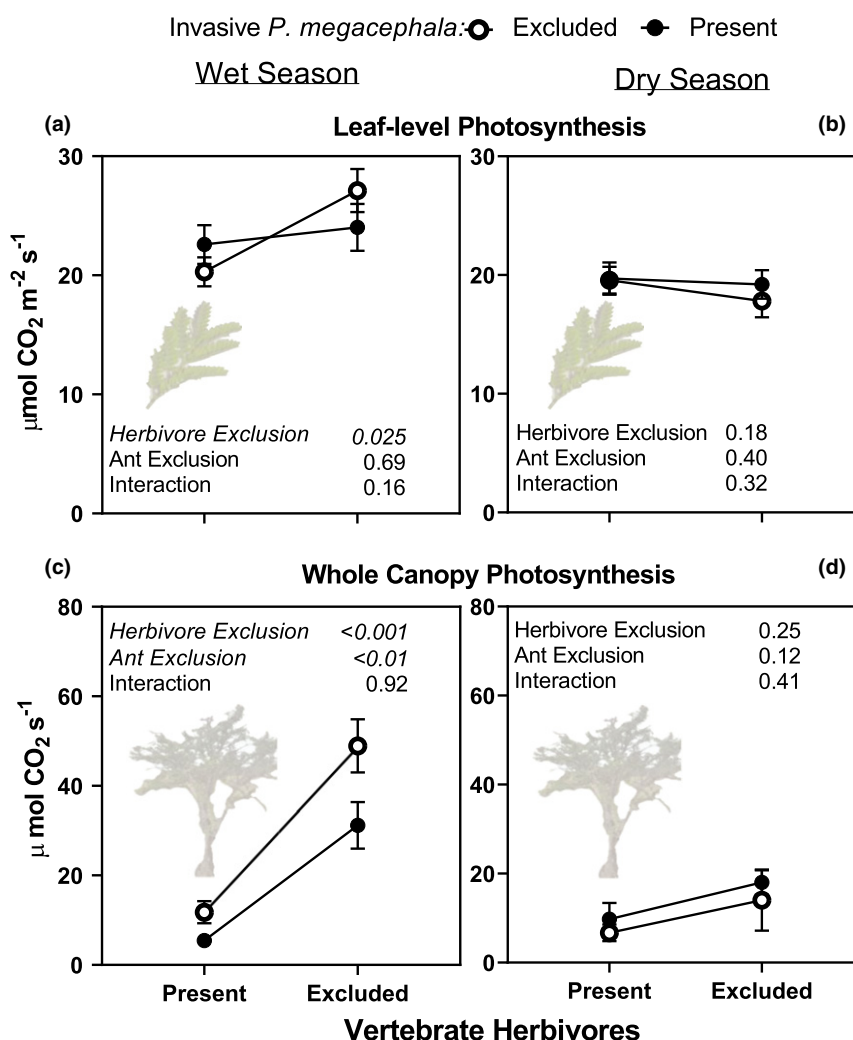 Invasive P. megacephala: Excluded Present
Wet Season Dry Season
(a) Leaf-level Photosynthesis (b)
μmol CO₂ m⁻² s⁻¹
30
20
10
0
Herbivore Exclusion 0.025
Ant Exclusion 0.69
Interaction 0.16
30
20
10
0
Herbivore Exclusion 0.18
Ant Exclusion 0.40
Interaction 0.32
(c) Whole Canopy Photosynthesis (d)
μ mol CO₂ s⁻¹
80
60
40
20
0
Herbivore Exclusion <0.001
Ant Exclusion <0.01
Interaction 0.92
80
60
40
20
0
Herbivore Exclusion 0.25
Ant Exclusion 0.12
Interaction 0.41
Present Excluded Present Excluded
Vertebrate Herbivores